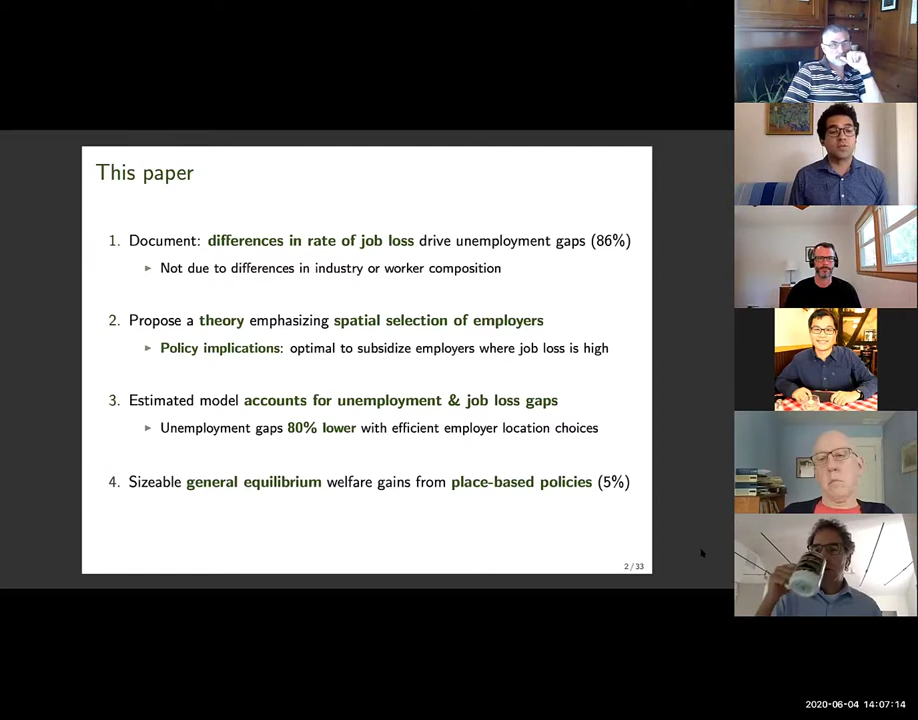 This paper
1. Document: differences in rate of job loss drive unemployment gaps (86%)
▶ Not due to differences in industry or worker composition
2. Propose a theory emphasizing spatial selection of employers
▶ Policy implications: optimal to subsidize employers where job loss is high
3. Estimated model accounts for unemployment & job loss gaps
▶ Unemployment gaps 80% lower with efficient employer location choices
4. Sizeable general equilibrium welfare gains from place-based policies (5%)
2 / 33
2020-06-04 14:07:14